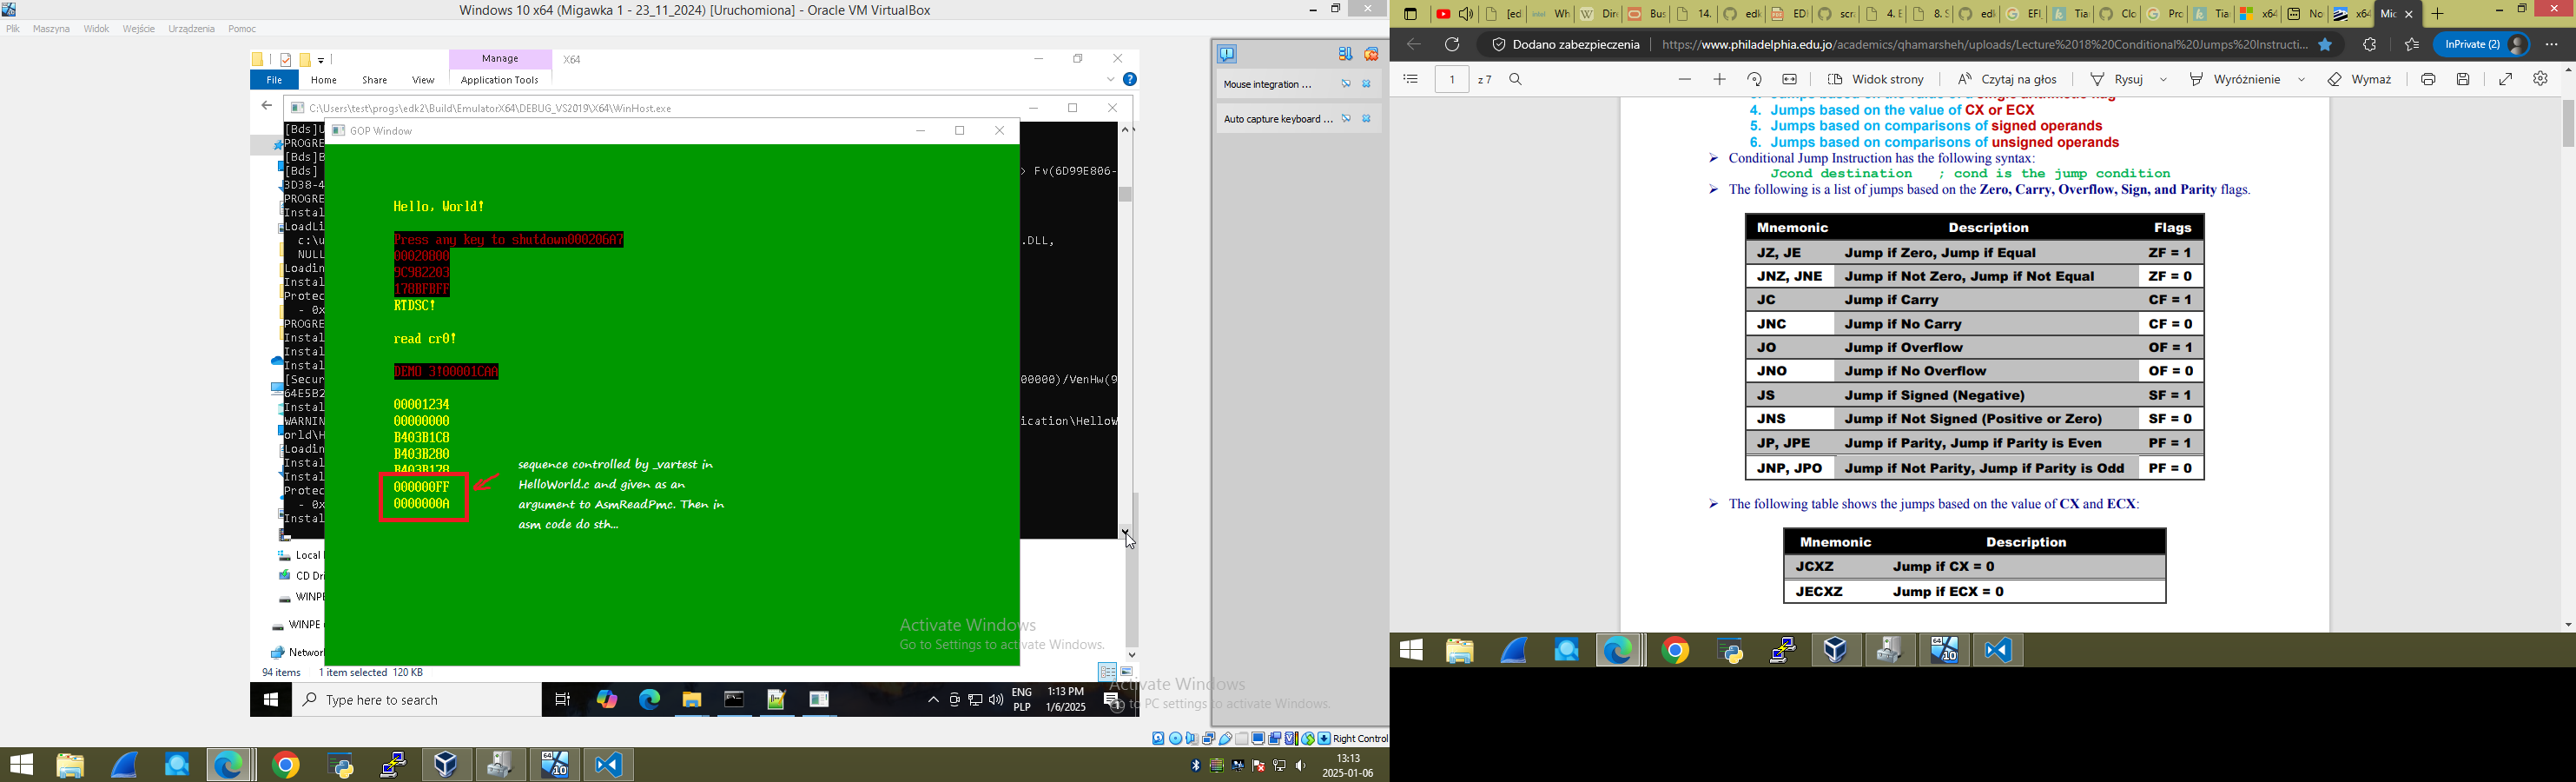 Windows 10 x64 (Migawka 1 - 23_11_2024) [Uruchomiona] - Oracle VM VirtualBox
Plik Maszyna Widok Wejście Urządzenia Pomoc
Manage X64
File Home Share View Application Tools
C:\Users\test\progs\edk2\Build\EmulatorX64\DEBUG_VS2019\X64\WinHost.exe
GOP Window
[Bds]U
PROGRE
[Bds]B
[Bds]
3D38-4
PROGRE
Instal
LoadLi
c:\u
NULL
Loadin
Instal
Protec
- 0x
PROGRE
Instal
Instal
Instal
[Secur
64E5B2
Instal
WARNIN
orld\H
Loadin
Instal
Instal
Protec
- 0x
Instal
> Fv(6D99E806-
.DLL,
00000)/VenHw(9
ication\HelloW
Hello, World!
Press any key to shutdown000206A7
00020800
9C982203
178BFBFF
RTDSC!
read cr0!
DEMO 3!00001CAA
00001234
00000000
B403B1C8
B403B280
B403B178
000000FF
0000000A
sequence controlled by _vartest in
HelloWorld.c and given as an
argument to AsmReadPmc. Then in
asm code do sth...
Local
CD Dri
WINPE
WINPE
Networ
94 items 1 item selected 120 KB
Activate Windows
Go to Settings to activate Windows.
Type here to search
ENG
PLP
1:13 PM
1/6/2025
Mouse integration ...
Auto capture keyboard ...
Activate Windows
Go to PC settings to activate Windows.
Right Control
13:13
2025-01-06
Dodano zabezpieczenia https://www.philadelphia.edu.jo/academics/qhamarsheh/uploads/Lecture%2018%20Conditional%20Jumps%20Instructi...
InPrivate (2)
1 z 7 Widok strony Czytaj na głos Rysuj Wyróżnienie Wymaż
4. Jumps based on the value of CX or ECX
5. Jumps based on comparisons of signed operands
6. Jumps based on comparisons of unsigned operands
➢ Conditional Jump Instruction has the following syntax:
Jcond destination ; cond is the jump condition
➢ The following is a list of jumps based on the Zero, Carry, Overflow, Sign, and Parity flags.
Mnemonic Description Flags
JZ, JE Jump if Zero, Jump if Equal ZF = 1
JNZ, JNE Jump if Not Zero, Jump if Not Equal ZF = 0
JC Jump if Carry CF = 1
JNC Jump if No Carry CF = 0
JO Jump if Overflow OF = 1
JNO Jump if No Overflow OF = 0
JS Jump if Signed (Negative) SF = 1
JNS Jump if Not Signed (Positive or Zero) SF = 0
JP, JPE Jump if Parity, Jump if Parity is Even PF = 1
JNP, JPO Jump if Not Parity, Jump if Parity is Odd PF = 0
➢ The following table shows the jumps based on the value of CX and ECX:
Mnemonic Description
JCXZ Jump if CX = 0
JECXZ Jump if ECX = 0